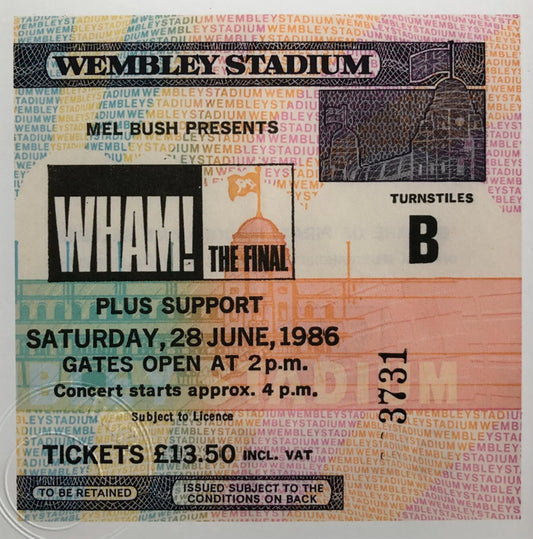 WEMBLEY STADIUM
MEL BUSH PRESENTS
TURNSTILES
B
WHAM! THE FINAL
PLUS SUPPORT
SATURDAY, 28 JUNE, 1986
GATES OPEN AT 2 p.m.
Concert starts approx. 4 p.m.
3731
Subject to Licence
TICKETS £13.50 INCL. VAT
TO BE RETAINED
ISSUED SUBJECT TO THE
CONDITIONS ON BACK